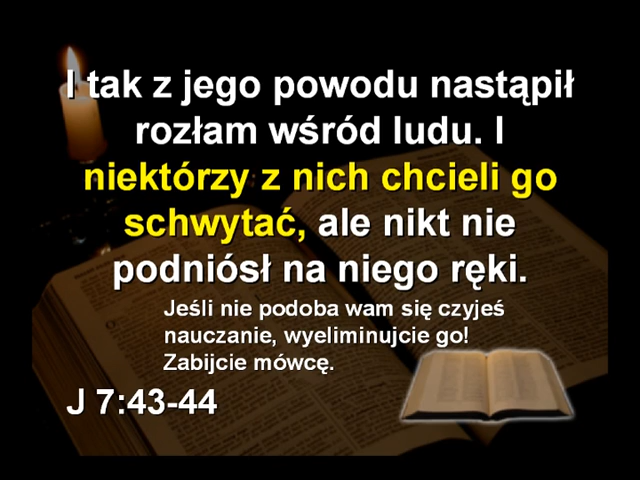 I tak z jego powodu nastąpił
rozłam wśród ludu. I
niektórzy z nich chcieli go
schwytać, ale nikt nie
podniósł na niego ręki.
Jeśli nie podoba wam się czyjeś
nauczanie, wyeliminujcie go!
Zabijcie mówcę.
J 7:43-44